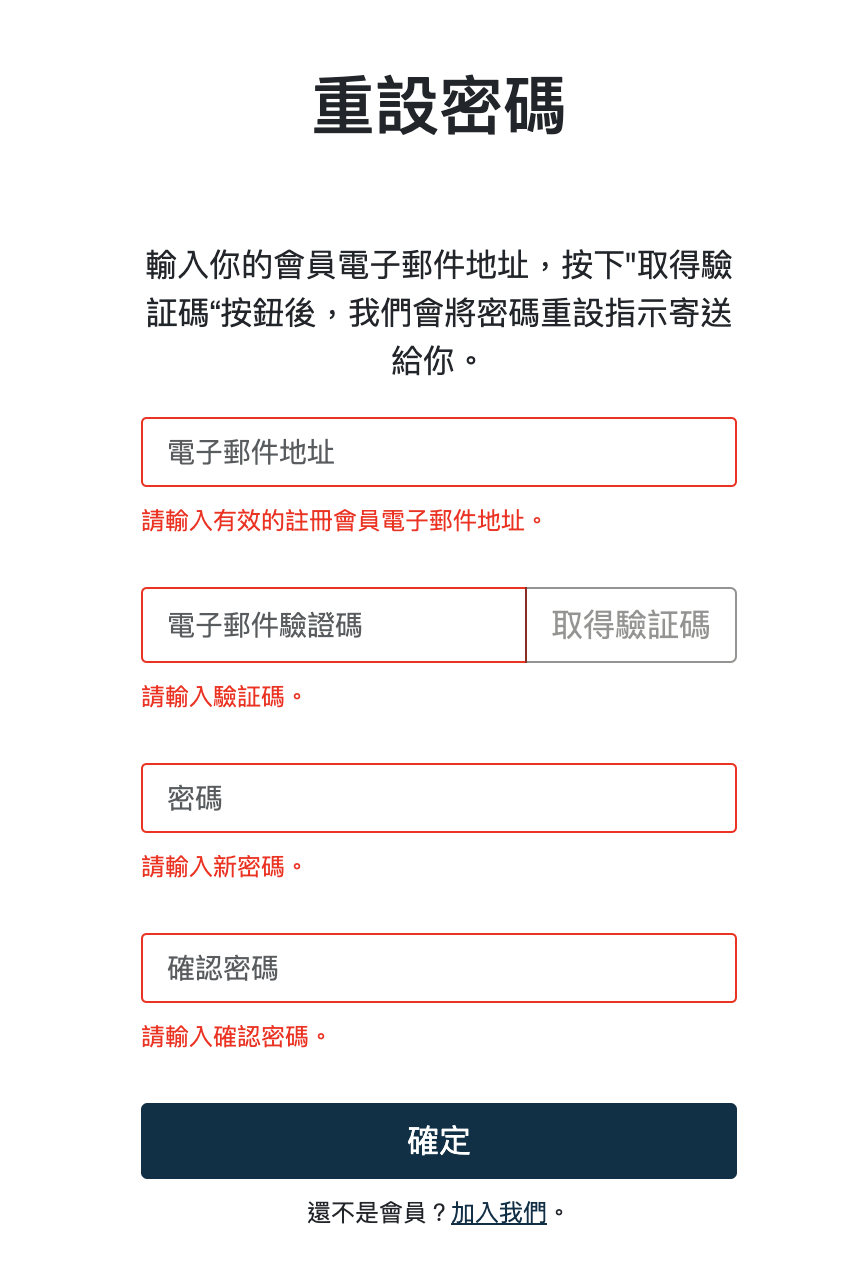 重設密碼
輸入你的會員電子郵件地址，按下"取得驗
証碼“按鈕後，我們會將密碼重設指示寄送
給你。
電子郵件地址
請輸入有效的註冊會員電子郵件地址。
電子郵件驗證碼 取得驗証碼
請輸入驗証碼。
密碼
請輸入新密碼。
確認密碼
請輸入確認密碼。
確定
還不是會員？加入我們。